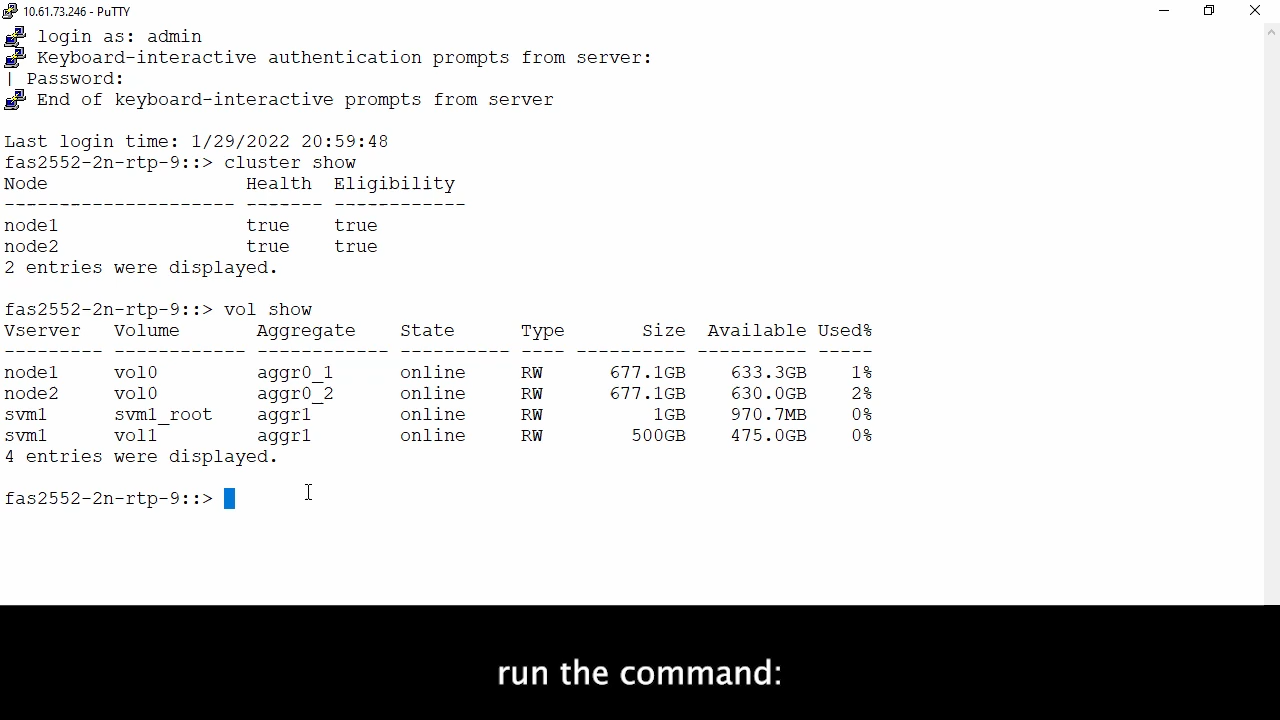 10.61.73.246 - PuTTY
login as: admin
Keyboard-interactive authentication prompts from server:
| Password:
End of keyboard-interactive prompts from server
Last login time: 1/29/2022 20:59:48
fas2552-2n-rtp-9::> cluster show
Node                  Health  Eligibility
--------------------- ------- ------------
node1                 true    true
node2                 true    true
2 entries were displayed.
fas2552-2n-rtp-9::> vol show
Vserver   Volume       Aggregate    State      Type       Size  Available Used%
--------- ------------ ------------ ---------- ---- ---------- ---------- -----
node1     vol0         aggr0_1      online     RW      677.1GB    633.3GB    1%
node2     vol0         aggr0_2      online     RW      677.1GB    630.0GB    2%
svm1      svm1_root    aggr1        online     RW          1GB    970.7MB    0%
svm1      vol1         aggr1        online     RW        500GB    475.0GB    0%
4 entries were displayed.
fas2552-2n-rtp-9::>
run the command: